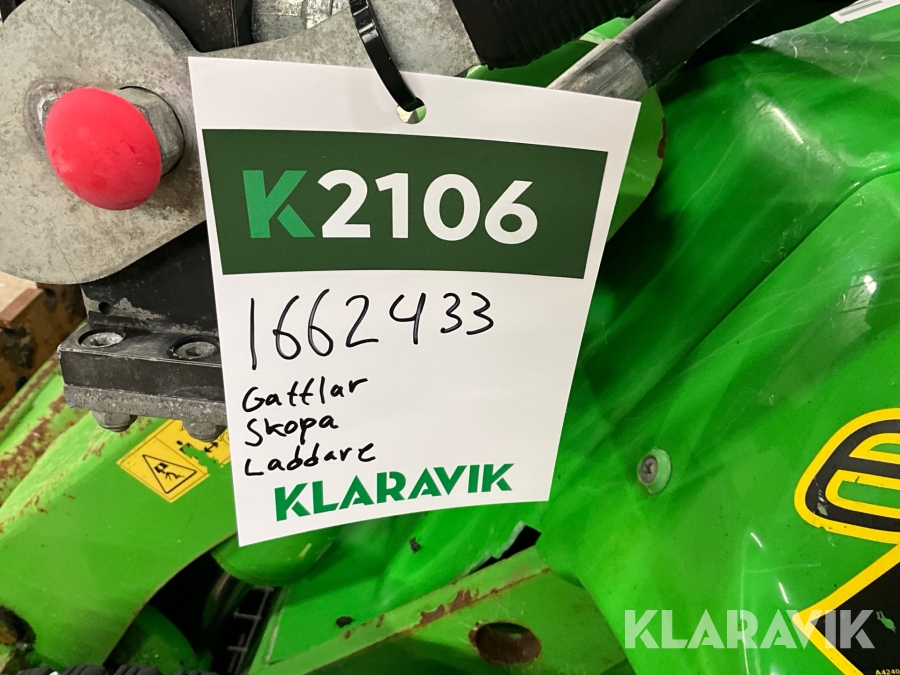 K2106
1662433
Gafflar
Skopa
Laddare
KLARAVIK
KLARAVIK